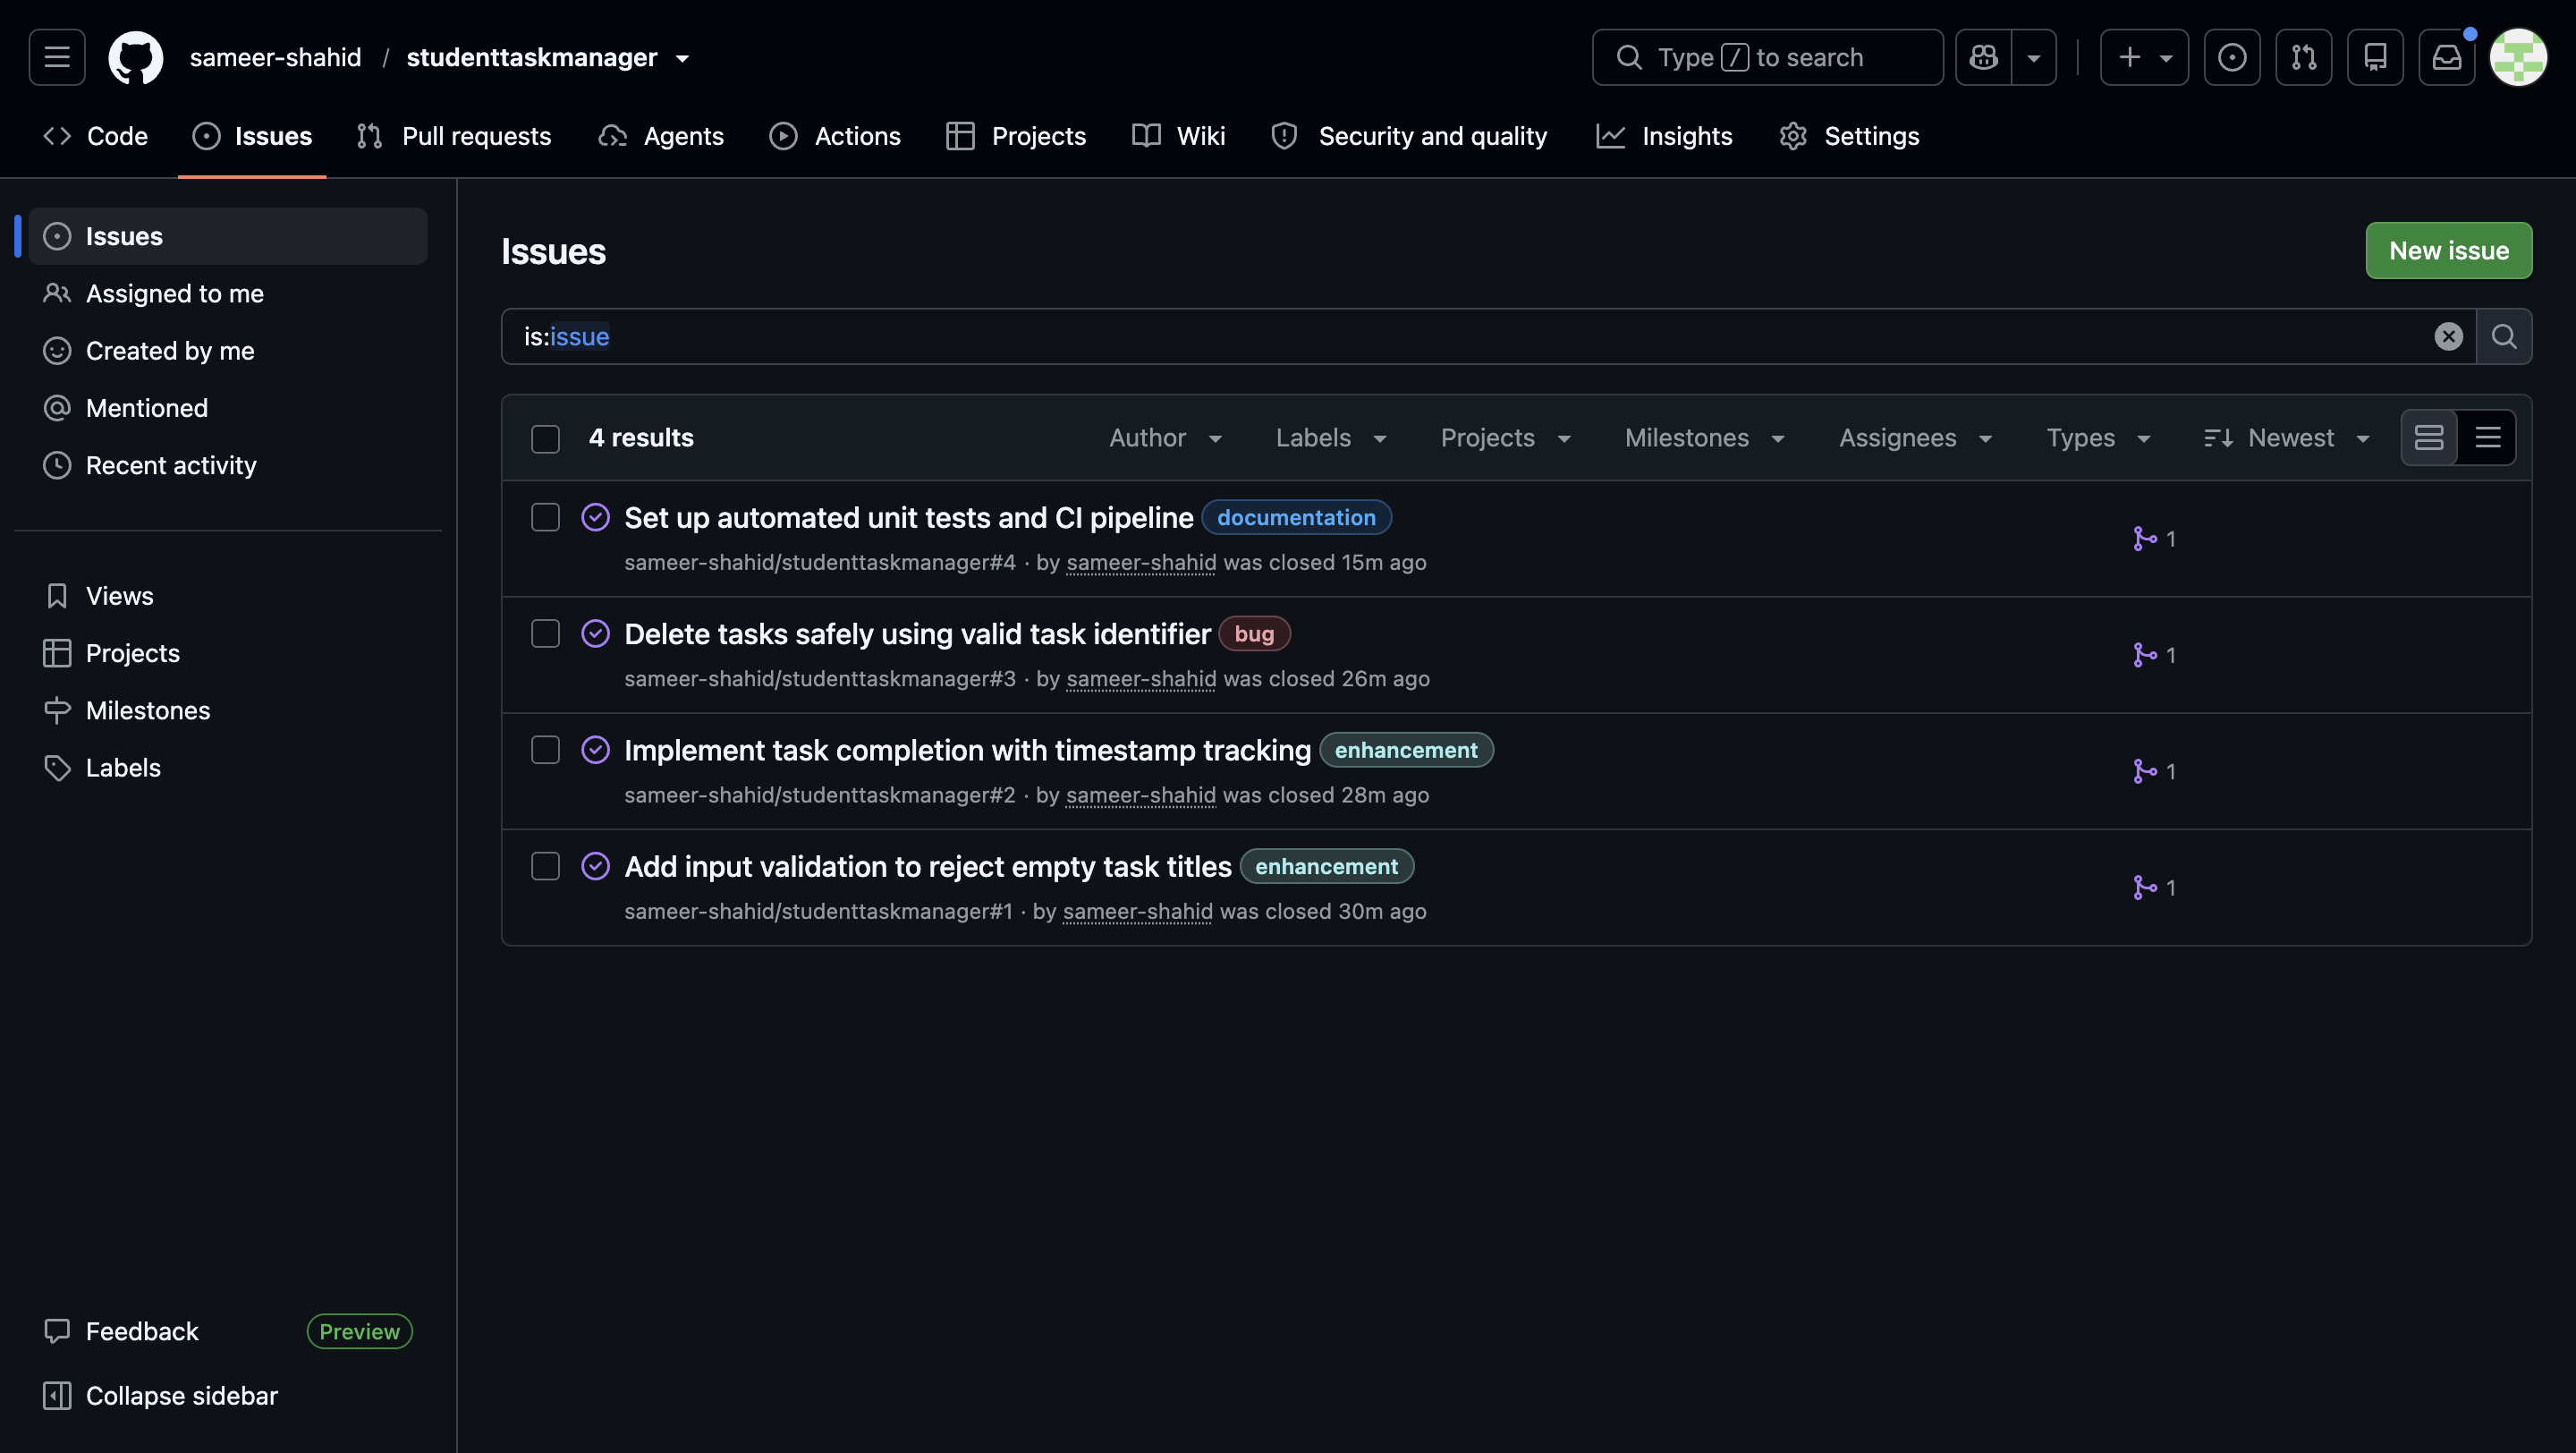 sameer-shahid / studenttaskmanager
Type / to search
Code Issues Pull requests Agents Actions Projects Wiki Security and quality Insights Settings
Issues
Assigned to me
Created by me
Mentioned
Recent activity
Views
Projects
Milestones
Labels
Feedback Preview
Collapse sidebar
Issues
New issue
is:issue
4 results Author Labels Projects Milestones Assignees Types Newest
Set up automated unit tests and CI pipeline documentation
sameer-shahid/studenttaskmanager#4 · by sameer-shahid was closed 15m ago
1
Delete tasks safely using valid task identifier bug
sameer-shahid/studenttaskmanager#3 · by sameer-shahid was closed 26m ago
1
Implement task completion with timestamp tracking enhancement
sameer-shahid/studenttaskmanager#2 · by sameer-shahid was closed 28m ago
1
Add input validation to reject empty task titles enhancement
sameer-shahid/studenttaskmanager#1 · by sameer-shahid was closed 30m ago
1